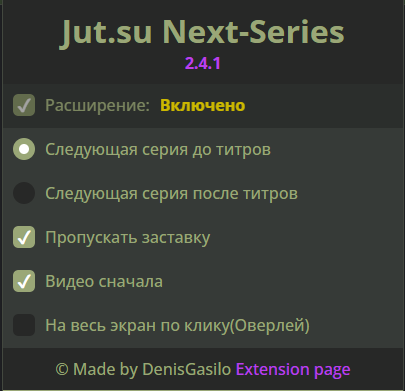 Jut.su Next-Series
2.4.1
Расширение: Включено
Следующая серия до титров
Следующая серия после титров
Пропускать заставку
Видео сначала
На весь экран по клику(Оверлей)
© Made by DenisGasilo Extension page